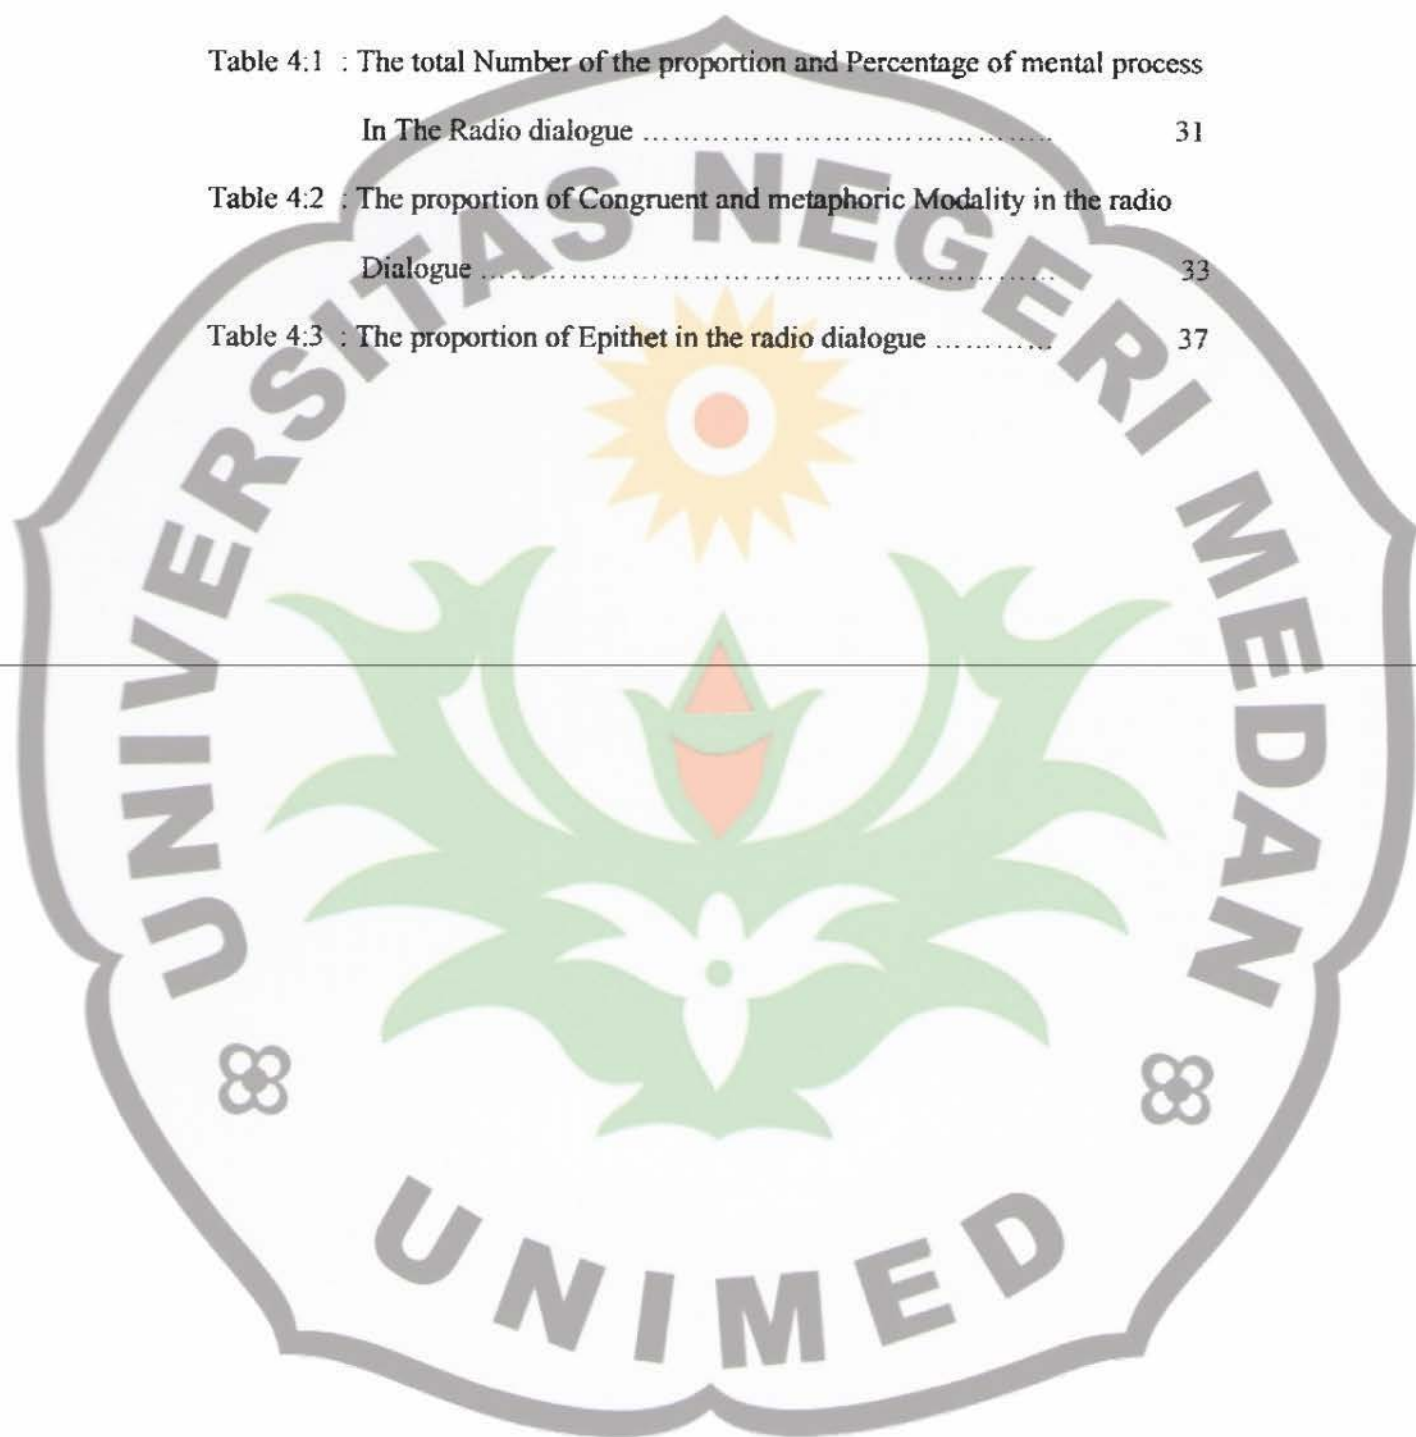 Table 4:1 : The total Number of the proportion and Percentage of mental process
In The Radio dialogue ............................................. 31
Table 4:2 : The proportion of Congruent and metaphoric Modality in the radio
Dialogue ............................................................... 33
Table 4:3 : The proportion of Epithet in the radio dialogue ............ 37
UNIVERSITAS NEGERI MEDAN
UNIMED